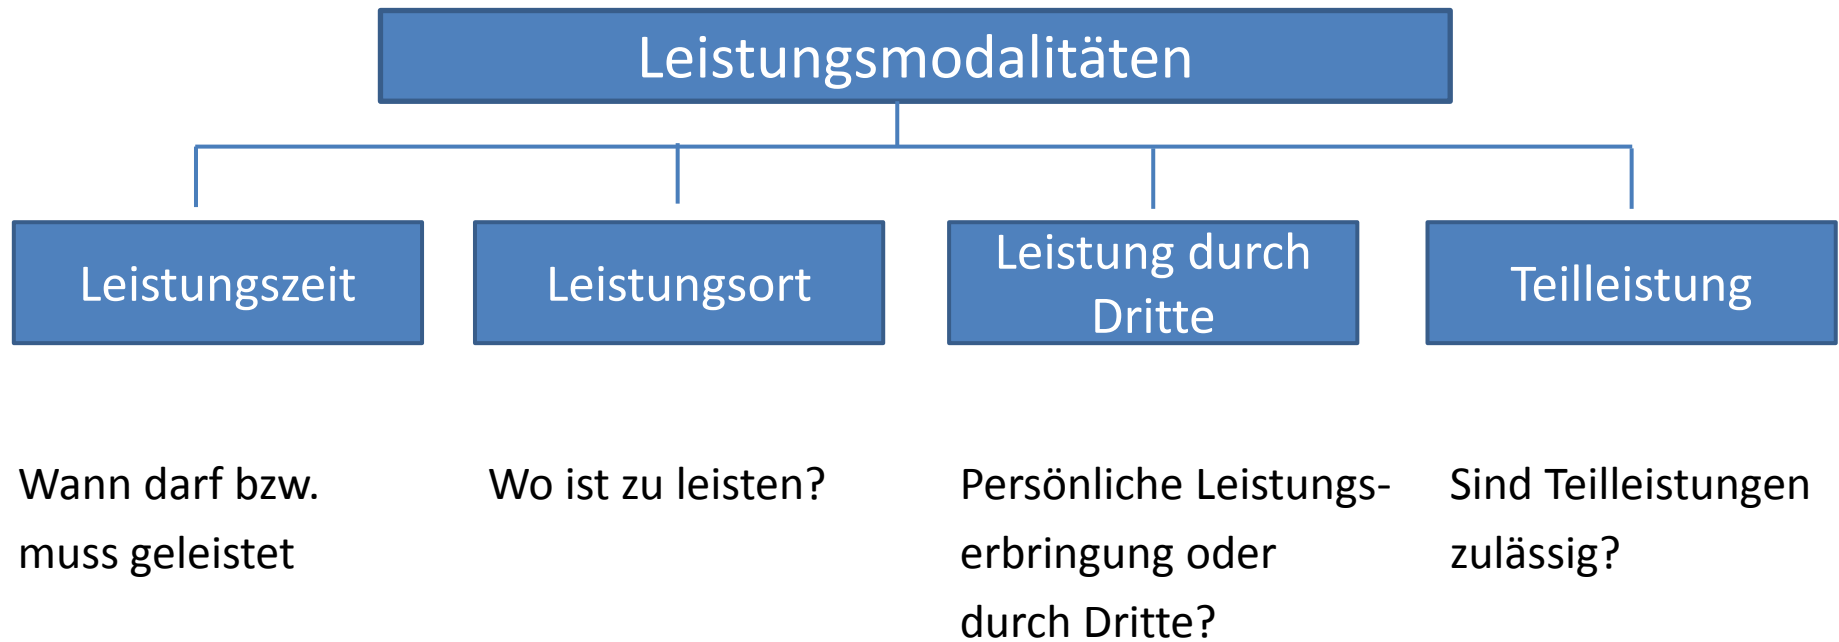 Leistungsmodalitäten
Leistungszeit
Leistungsort
Leistung durch
Dritte
Teilleistung
Wann darf bzw.
muss geleistet
Wo ist zu leisten?
Persönliche Leistungs-
erbringung oder
durch Dritte?
Sind Teilleistungen
zulässig?